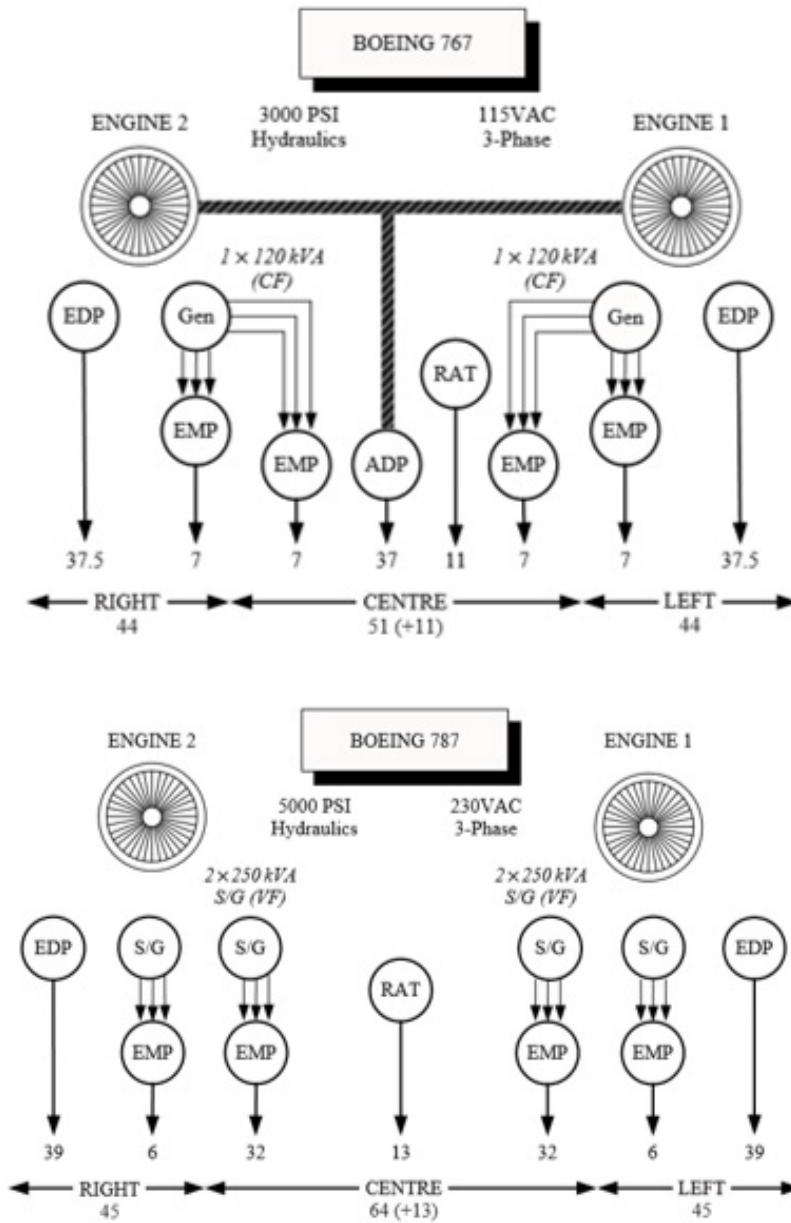 BOEING 767
3000 PSI
Hydraulics
115VAC
3-Phase
ENGINE 2
ENGINE 1
1 × 120 kVA
(CF)
1 × 120 kVA
(CF)
EDP
Gen
Gen
EDP
RAT
EMP
EMP
EMP
ADP
EMP
37.5
7
7
37
11
7
7
37.5
RIGHT
CENTRE
LEFT
44
51 (+11)
44
BOEING 787
ENGINE 2
ENGINE 1
5000 PSI
Hydraulics
230VAC
3-Phase
2 × 250 kVA
S/G (VF)
2 × 250 kVA
S/G (VF)
EDP
S/G
S/G
S/G
S/G
EDP
RAT
EMP
EMP
EMP
EMP
39
6
32
13
32
6
39
RIGHT
CENTRE
LEFT
45
64 (+13)
45